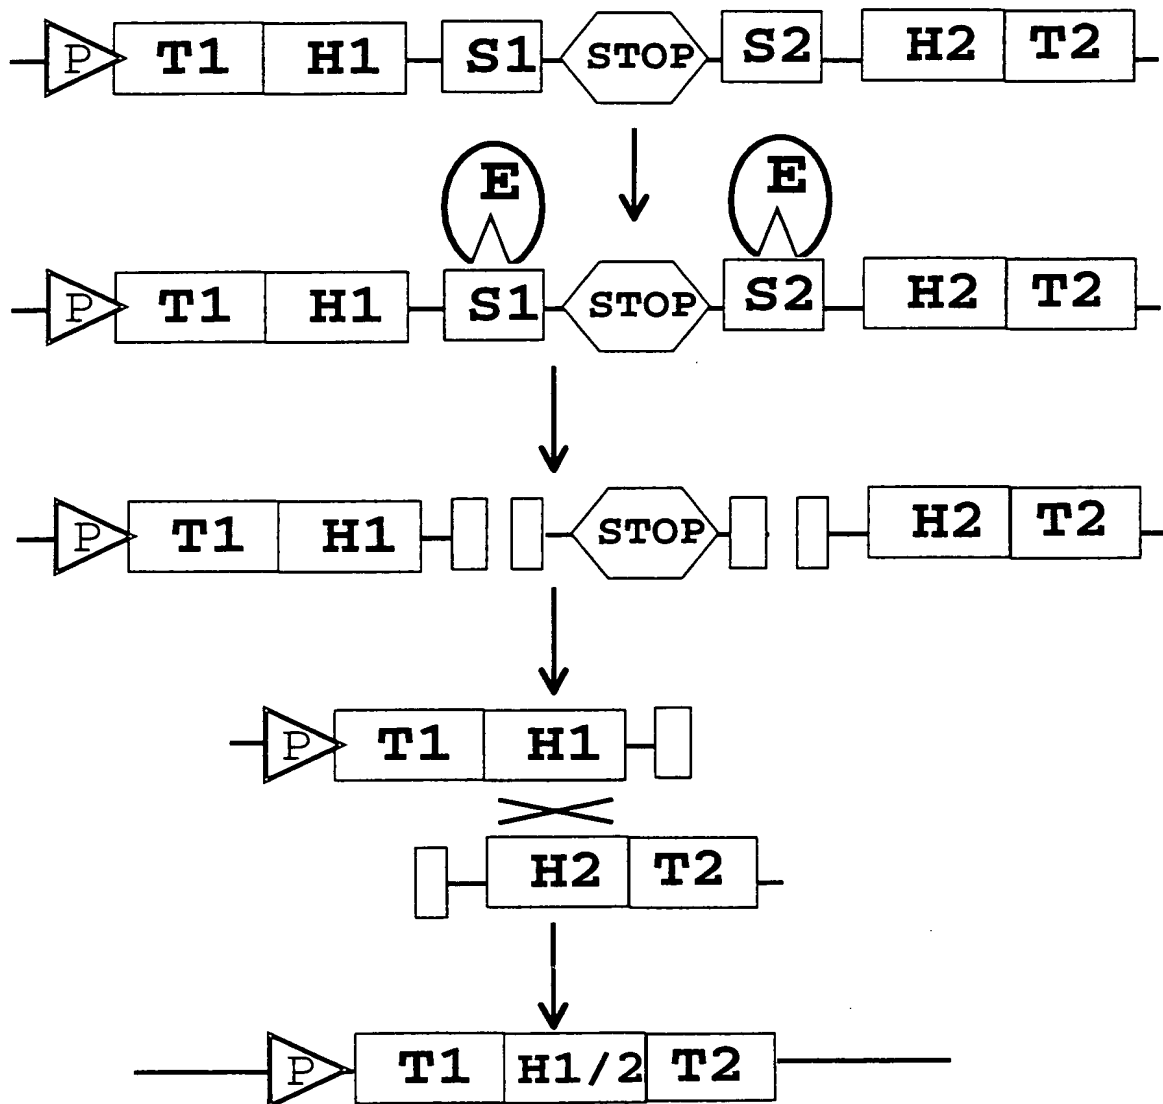 P T1 H1 S1 STOP S2 H2 T2
E E
P T1 H1 S1 STOP S2 H2 T2
P T1 H1 STOP H2 T2
P T1 H1
H2 T2
P T1 H1/2 T2